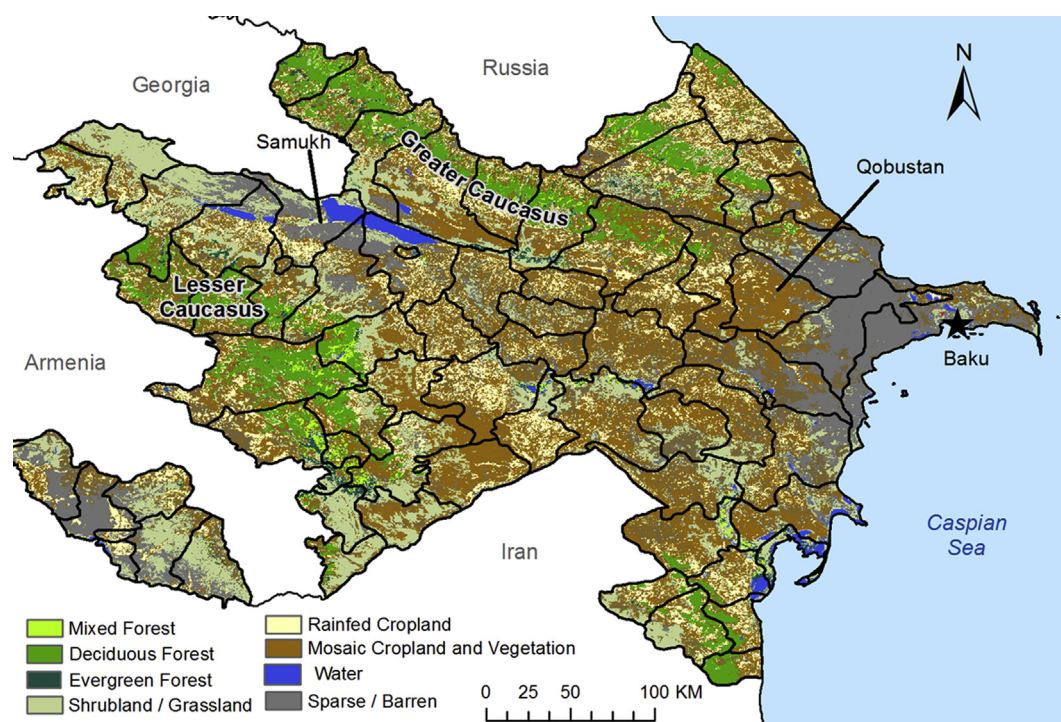 Russia
Georgia
N
Samukh
Greater Caucasus
Qobustan
Lesser
Caucasus
Armenia
Baku
Caspian
Sea
Iran
Mixed Forest
Deciduous Forest
Evergreen Forest
Shrubland / Grassland
Rainfed Cropland
Mosaic Cropland and Vegetation
Water
Sparse / Barren
0 25 50 100 KM